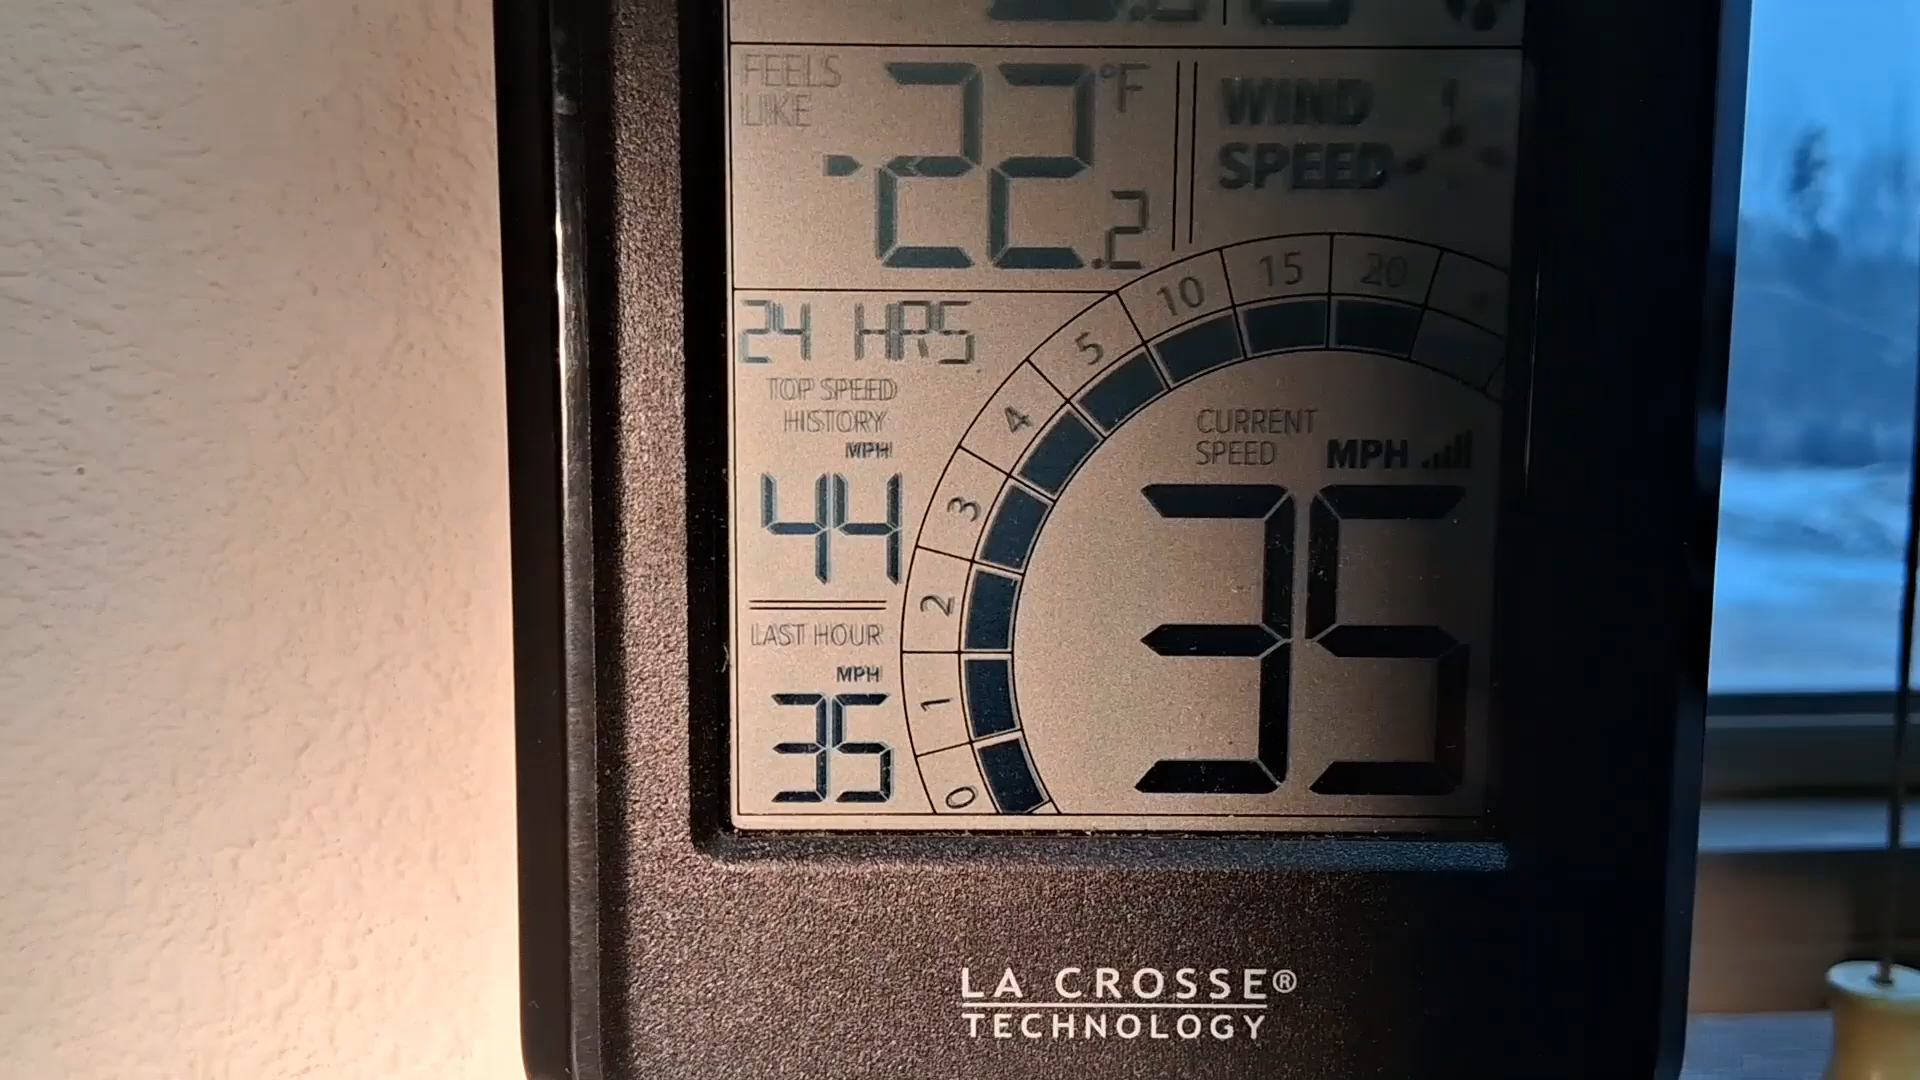 FEELS
LIKE
-22.2 °F
WIND
SPEED
24 HRS
TOP SPEED
HISTORY
MPH
44
LAST HOUR
MPH
35
0
1
2
3
4
5
10
15
20
CURRENT
SPEED MPH
35
LA CROSSE®
TECHNOLOGY